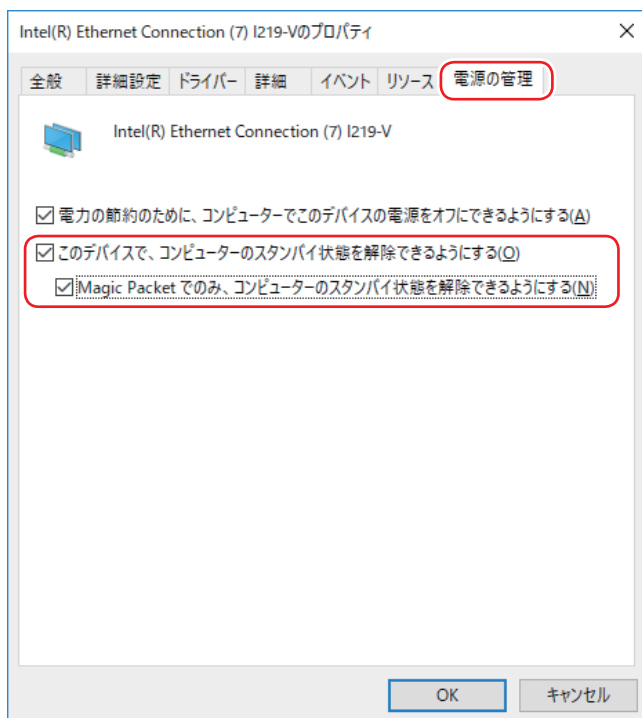 Intel(R) Ethernet Connection (7) I219-Vのプロパティ
全般 詳細設定 ドライバー 詳細 イベント リソース 電源の管理
Intel(R) Ethernet Connection (7) I219-V
電力の節約のために、コンピューターでこのデバイスの電源をオフにできるようにする(A)
このデバイスで、コンピューターのスタンバイ状態を解除できるようにする(O)
Magic Packet でのみ、コンピューターのスタンバイ状態を解除できるようにする(N)
OK キャンセル